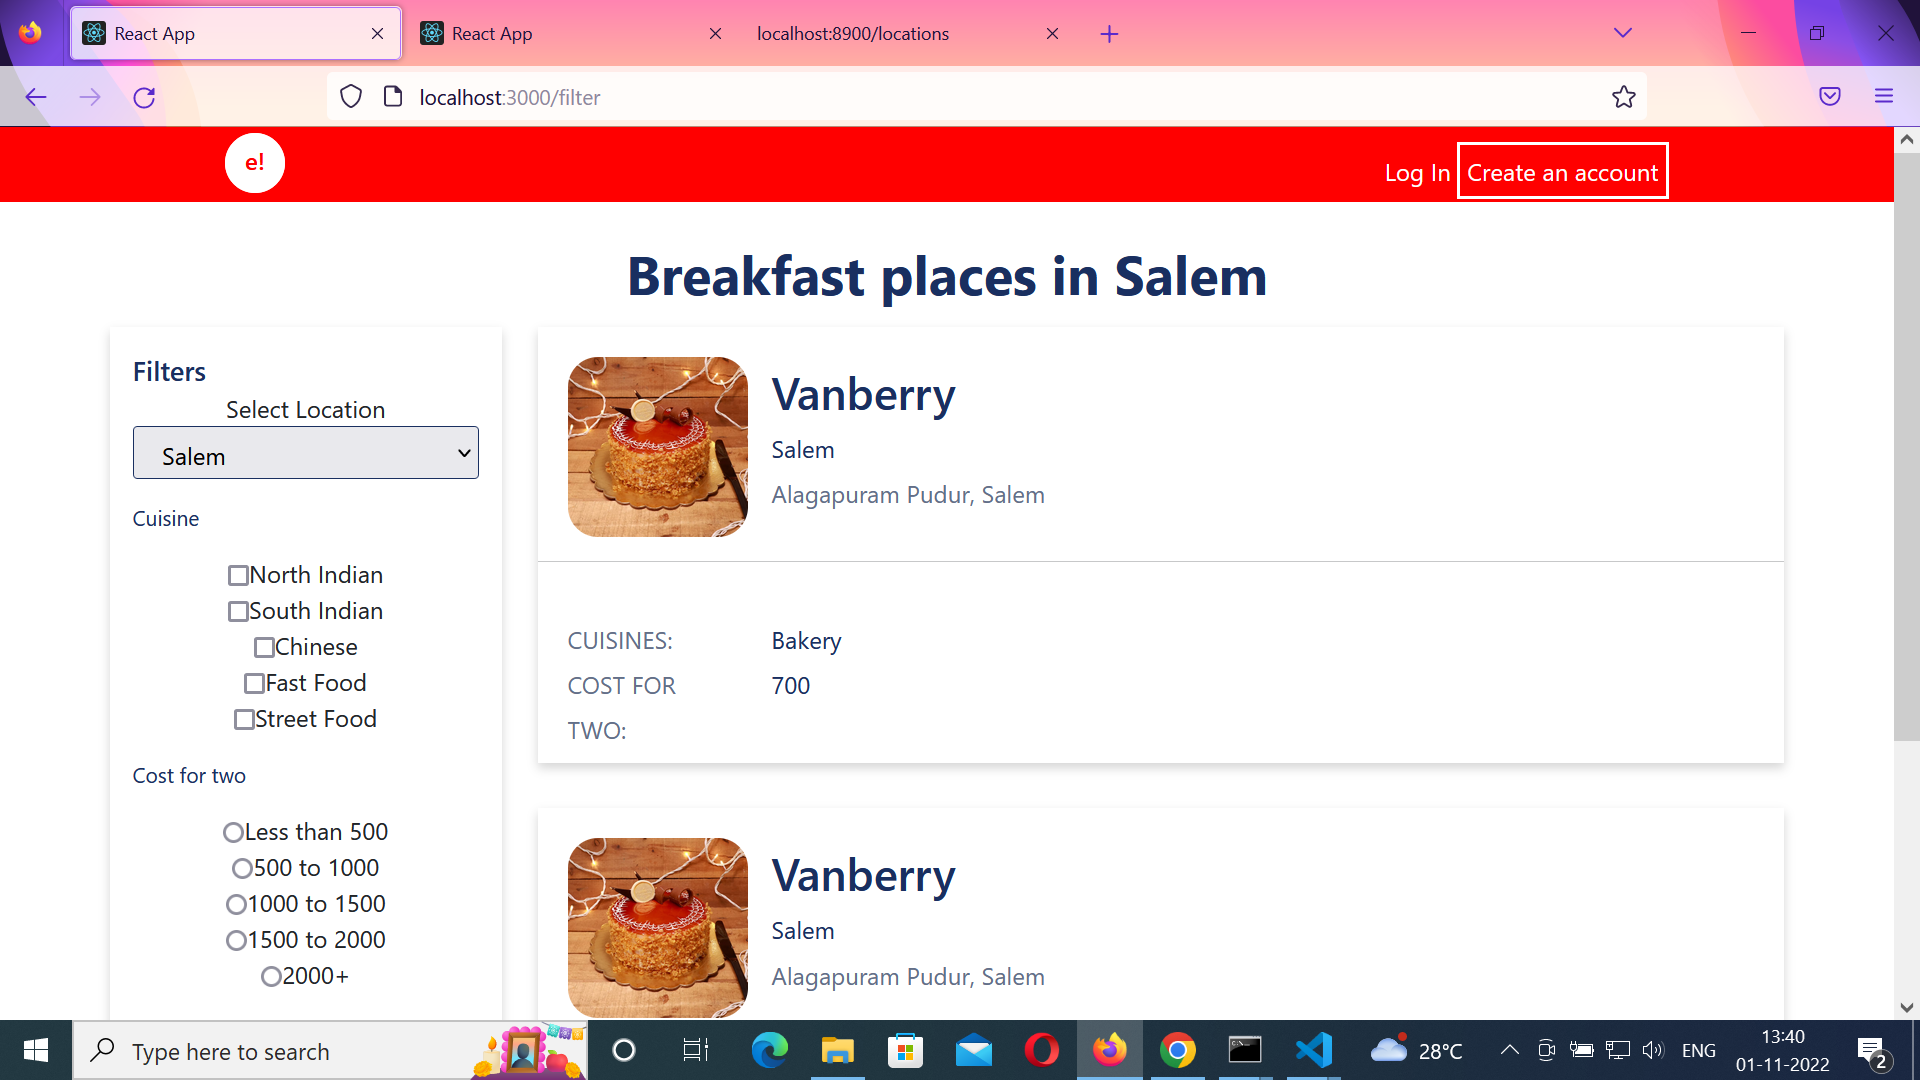 React App
React App
localhost:8900/locations
localhost:3000/filter
e!
Log In
Create an account
Breakfast places in Salem
Filters
Select Location
Salem
Cuisine
North Indian
South Indian
Chinese
Fast Food
Street Food
Cost for two
Less than 500
500 to 1000
1000 to 1500
1500 to 2000
2000+
Vanberry
Salem
Alagapuram Pudur, Salem
CUISINES: Bakery
COST FOR 700
TWO:
Vanberry
Salem
Alagapuram Pudur, Salem
Type here to search
28°C
ENG
13:40
01-11-2022
2